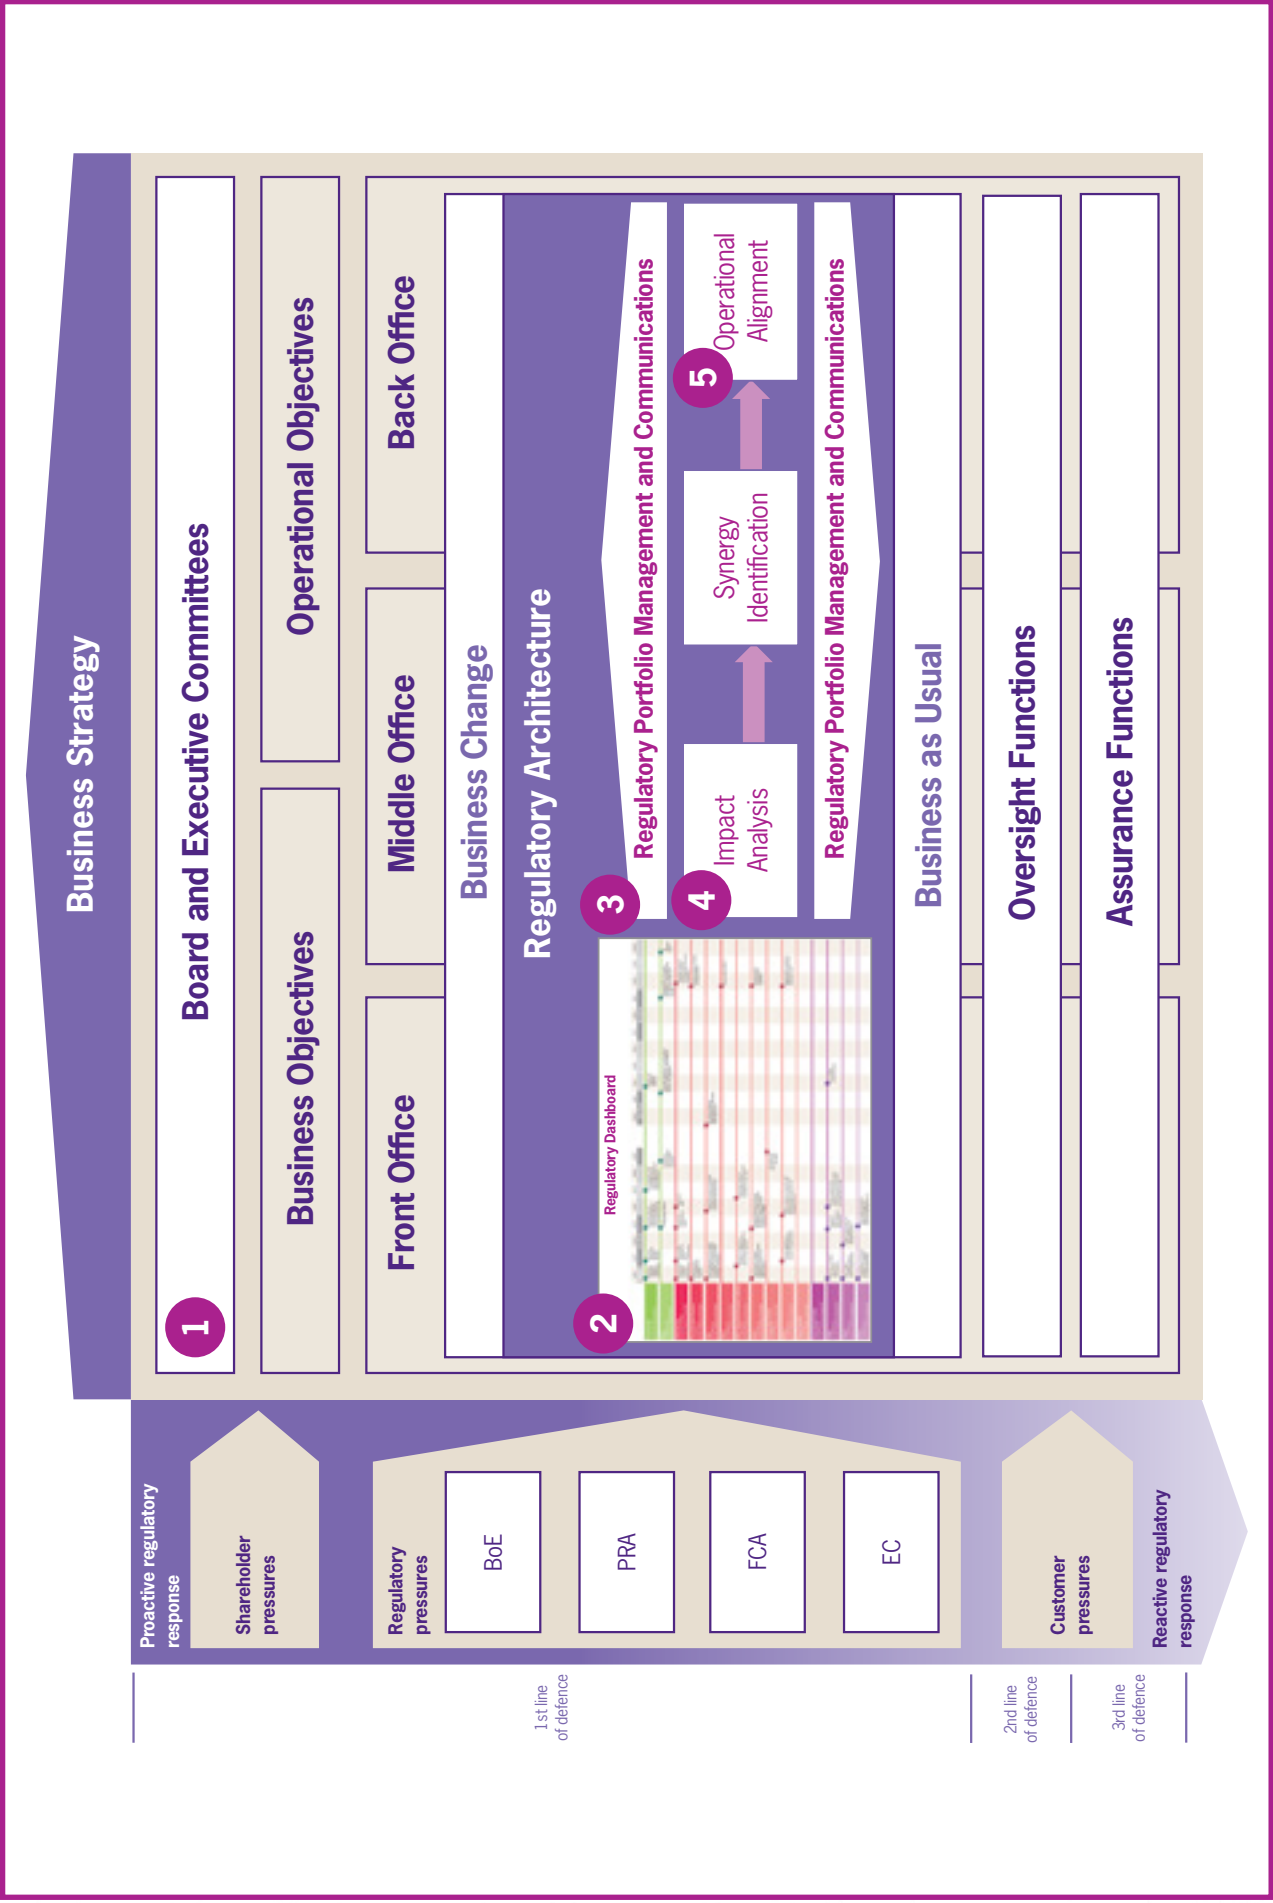 Business Strategy
1
Board and Executive Committees
Business Objectives
Operational Objectives
Front Office
Middle Office
Back Office
Business Change
Regulatory Architecture
2
Regulatory Dashboard
3
Regulatory Portfolio Management and Communications
4
Impact
Analysis
Synergy
Identification
5
Operational
Alignment
Regulatory Portfolio Management and Communications
Business as Usual
Oversight Functions
Assurance Functions
Proactive regulatory
response
Shareholder
pressures
Regulatory
pressures
BoE
PRA
FCA
EC
Customer
pressures
Reactive regulatory
response
1st line
of defence
2nd line
of defence
3rd line
of defence